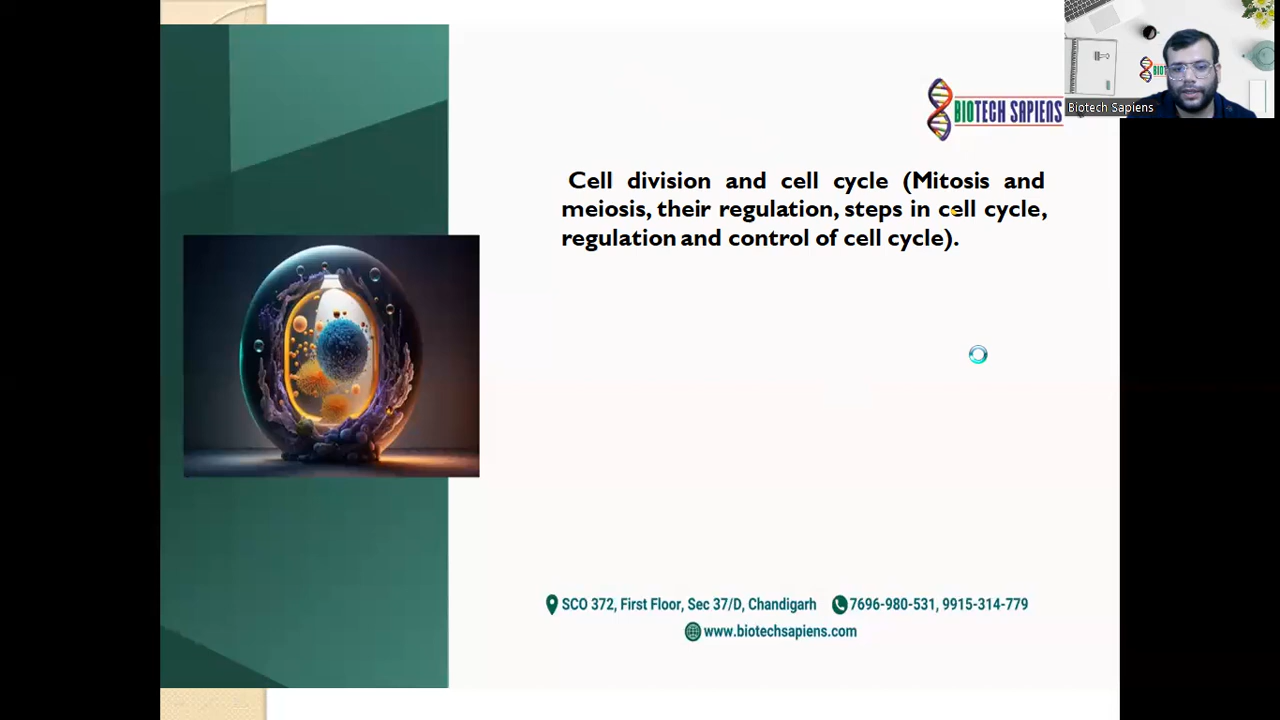 BIOTECH SAPIENS
Biotech Sapiens
Cell division and cell cycle (Mitosis and
meiosis, their regulation, steps in cell cycle,
regulation and control of cell cycle).
SCO 372, First Floor, Sec 37/D, Chandigarh 7696-980-531, 9915-314-779
www.biotechsapiens.com